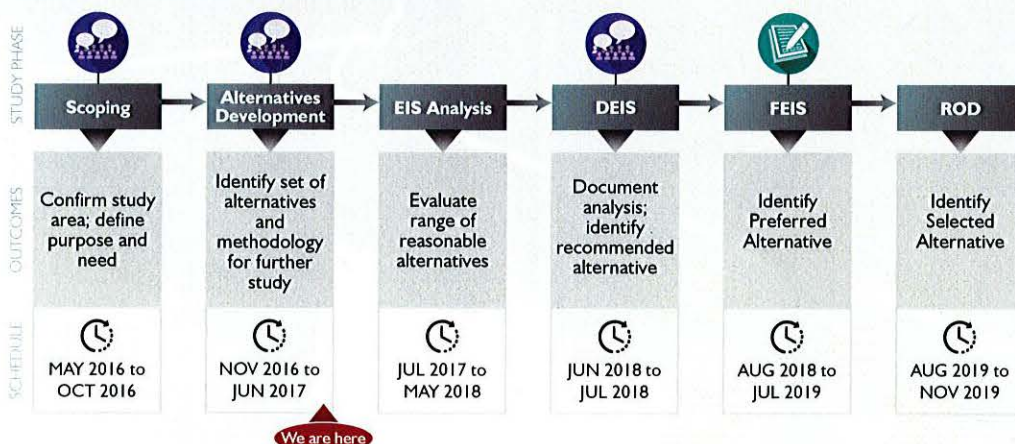 STUDY PHASE
Scoping
Alternatives
Development
EIS Analysis
DEIS
FEIS
ROD
OUTCOMES
Confirm study
area; define
purpose and
need
Identify set of
alternatives
and
methodology
for further
study
Evaluate
range of
reasonable
alternatives
Document
analysis;
identify
recommended
alternative
Identify
Preferred
Alternative
Identify
Selected
Alternative
SCHEDULE
MAY 2016 to
OCT 2016
NOV 2016 to
JUN 2017
JUL 2017 to
MAY 2018
JUN 2018 to
JUL 2018
AUG 2018 to
JUL 2019
AUG 2019 to
NOV 2019
We are here